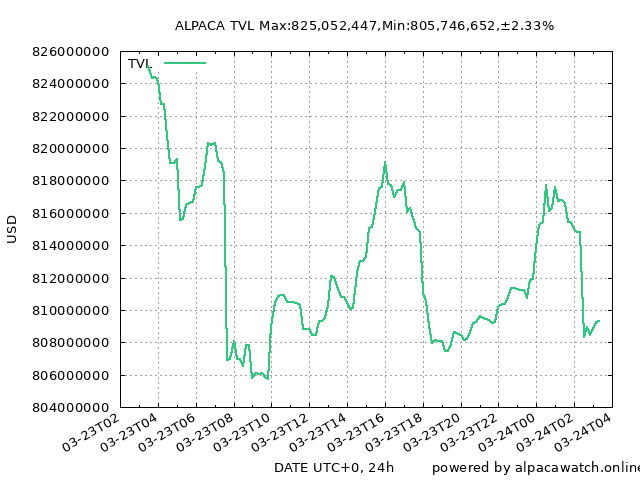 ALPACA TVL Max:825,052,447,Min:805,746,652,±2.33%
826000000
TVL
824000000
822000000
820000000
818000000
816000000
814000000
812000000
810000000
808000000
806000000
804000000
USD
03-23T02
03-23T04
03-23T06
03-23T08
03-23T10
03-23T12
03-23T14
03-23T16
03-23T18
03-23T20
03-23T22
03-24T00
03-24T02
03-24T04
DATE UTC+0, 24h
powered by alpacawatch.online